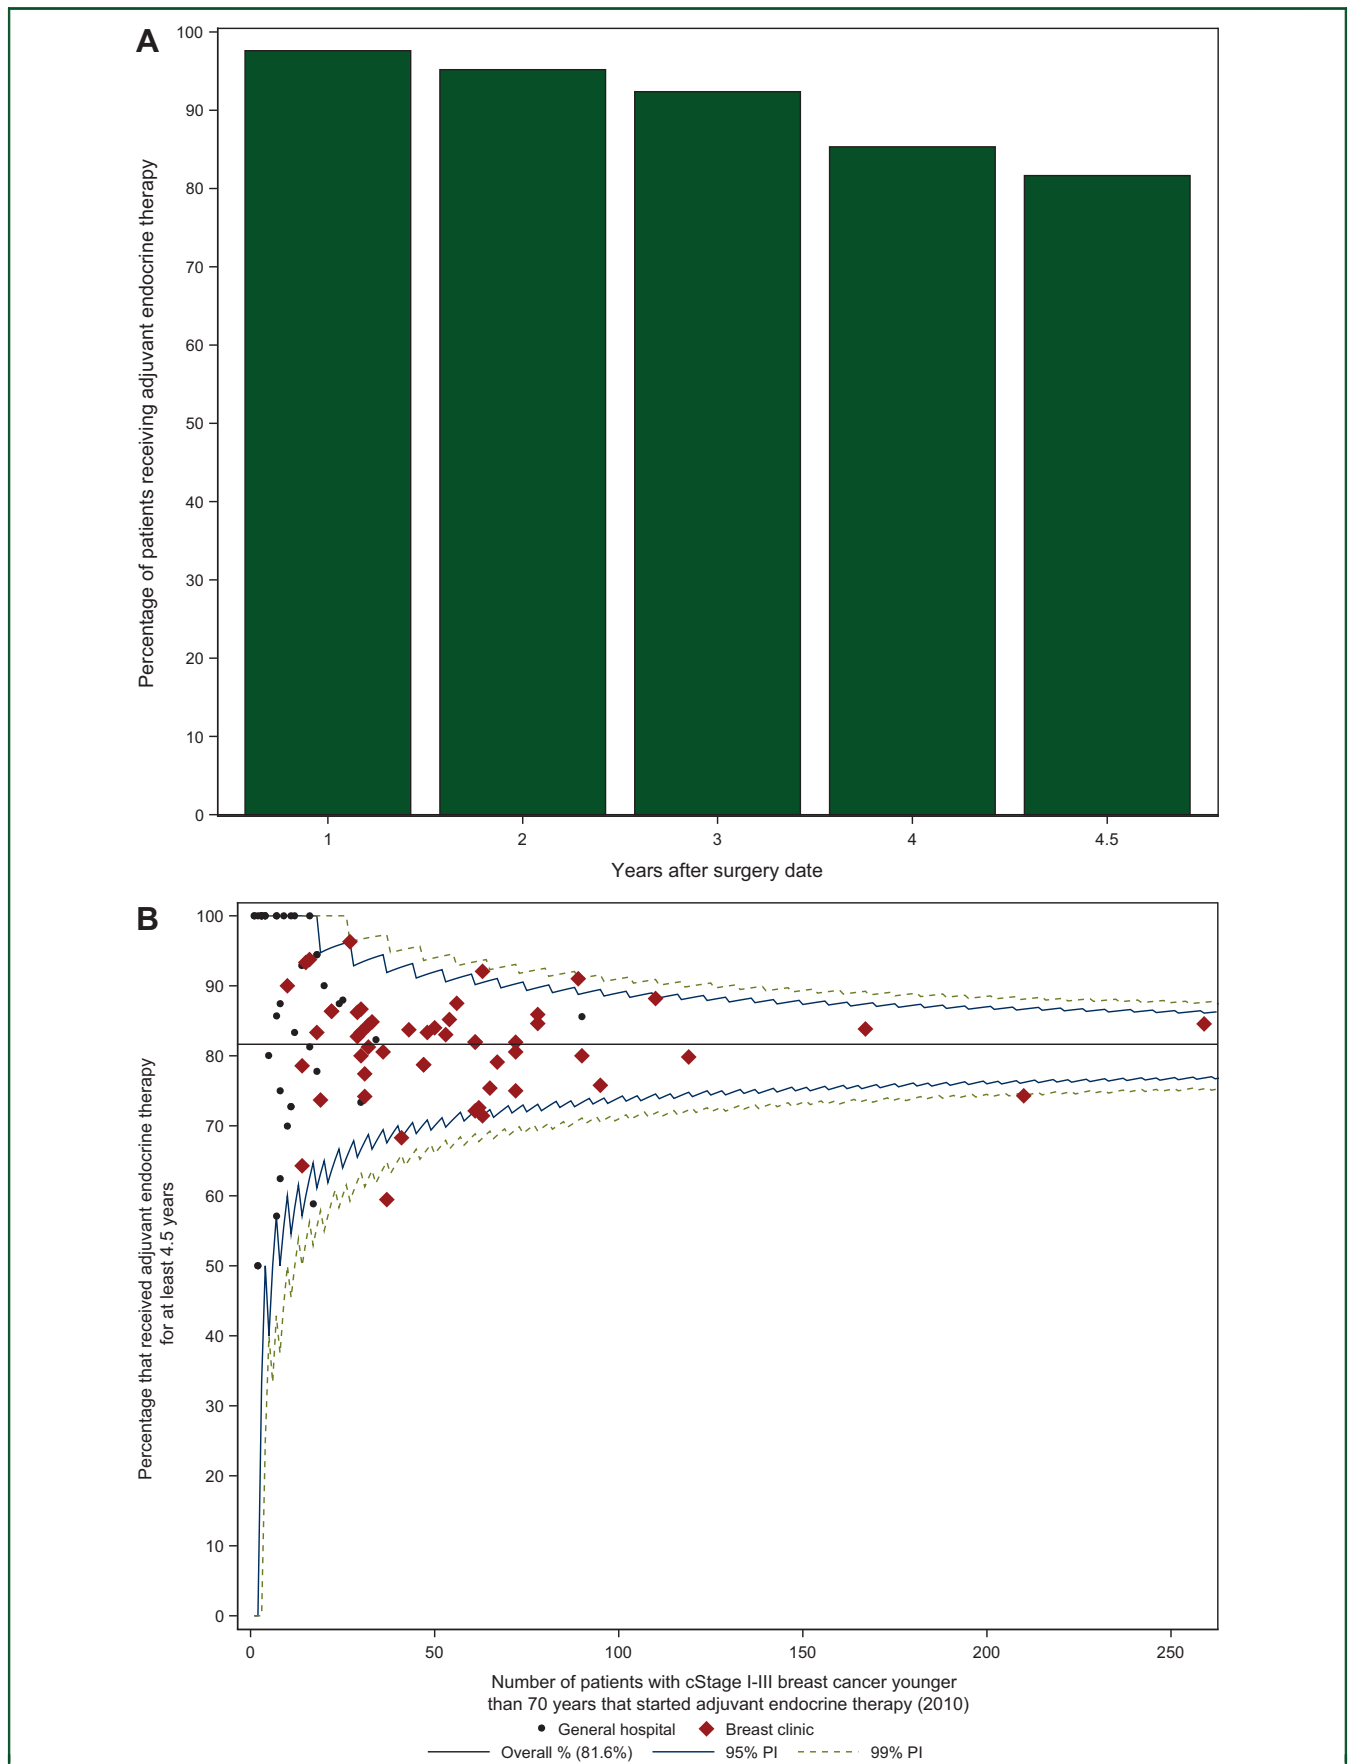 A
100
90
80
70
60
50
40
30
20
10
0
Percentage of patients receiving adjuvant endocrine therapy
1 2 3 4 4.5
Years after surgery date
B
100
90
80
70
60
50
40
30
20
10
0
Percentage that received adjuvant endocrine therapy
for at least 4.5 years
0 50 100 150 200 250
Number of patients with cStage I-III breast cancer younger
than 70 years that started adjuvant endocrine therapy (2010)
General hospital Breast clinic
Overall % (81.6%) 95% PI 99% PI